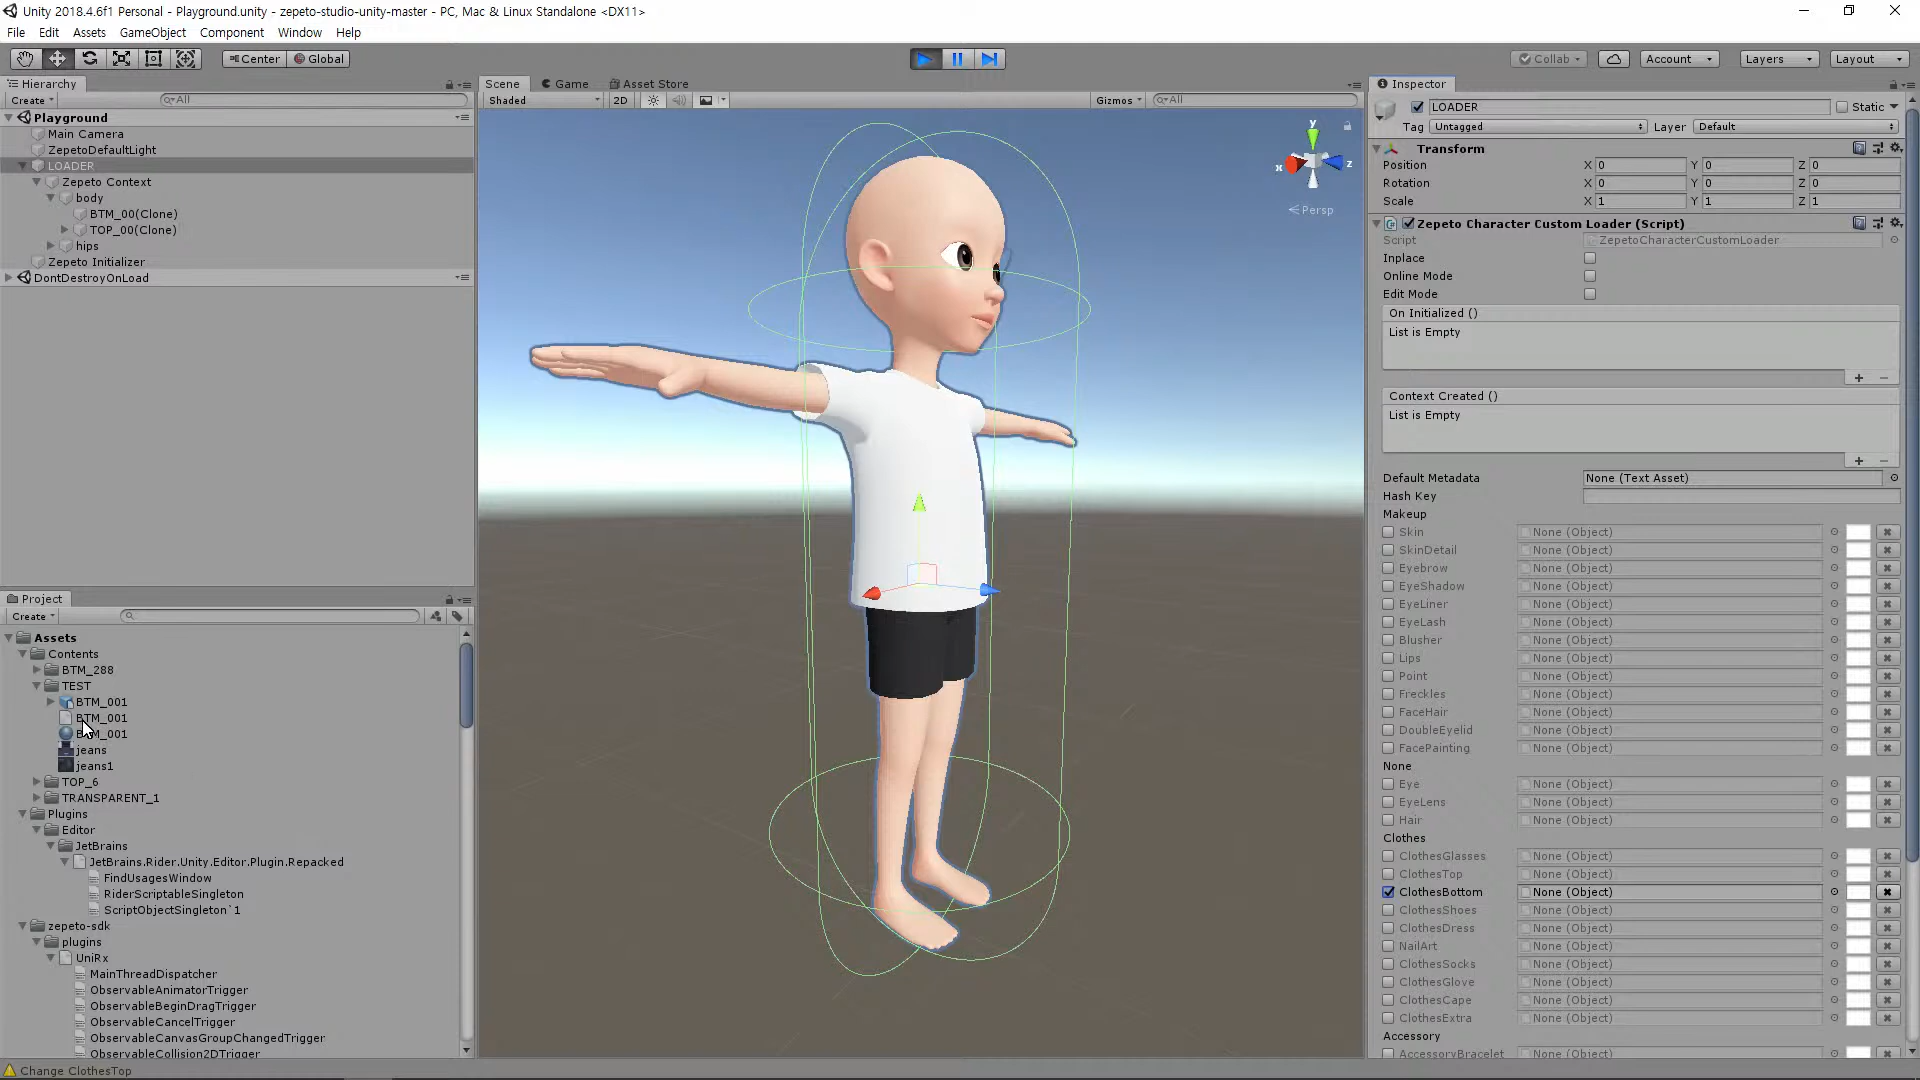 Unity 2018.4.6f1 Personal - Playground.unity - zepeto-studio-unity-master - PC, Mac & Linux Standalone <DX11>
File Edit Assets GameObject Component Window Help
Center Global Collab Account Layers Layout
Hierarchy
Create All
Playground
Main Camera
ZepetoDefaultLight
LOADER
Zepeto Context
body
BTM_00(Clone)
TOP_00(Clone)
hips
Zepeto Initializer
DontDestroyOnLoad
Project
Create
Assets
Contents
BTM_288
TEST
BTM_001
BTM_001
BTM_001
jeans
jeans1
TOP_6
TRANSPARENT_1
Plugins
Editor
JetBrains
JetBrains.Rider.Unity.Editor.Plugin.Repacked
FindUsagesWindow
RiderScriptableSingleton
ScriptObjectSingleton`1
zepeto-sdk
plugins
UniRx
MainThreadDispatcher
ObservableAnimatorTrigger
ObservableBeginDragTrigger
ObservableCancelTrigger
ObservableCanvasGroupChangedTrigger
ObservableCollision2DTrigger
Change ClothesTop
Scene Game Asset Store
Shaded 2D Gizmos All
y
x z
Persp
Inspector
LOADER Static
Tag Untagged Layer Default
Transform
Position X 0 Y 0 Z 0
Rotation X 0 Y 0 Z 0
Scale X 1 Y 1 Z 1
Zepeto Character Custom Loader (Script)
Script ZepetoCharacterCustomLoader
Inplace
Online Mode
Edit Mode
On Initialized ()
List is Empty
Context Created ()
List is Empty
Default Metadata None (Text Asset)
Hash Key
Makeup
Skin None (Object)
SkinDetail None (Object)
Eyebrow None (Object)
EyeShadow None (Object)
EyeLiner None (Object)
EyeLash None (Object)
Blusher None (Object)
Lips None (Object)
Point None (Object)
Freckles None (Object)
FaceHair None (Object)
DoubleEyelid None (Object)
FacePainting None (Object)
None
Eye None (Object)
EyeLens None (Object)
Hair None (Object)
Clothes
ClothesGlasses None (Object)
ClothesTop None (Object)
ClothesBottom None (Object)
ClothesShoes None (Object)
ClothesDress None (Object)
NailArt None (Object)
ClothesSocks None (Object)
ClothesGlove None (Object)
ClothesCape None (Object)
ClothesExtra None (Object)
Accessory
AccessoryBracelet None (Object)